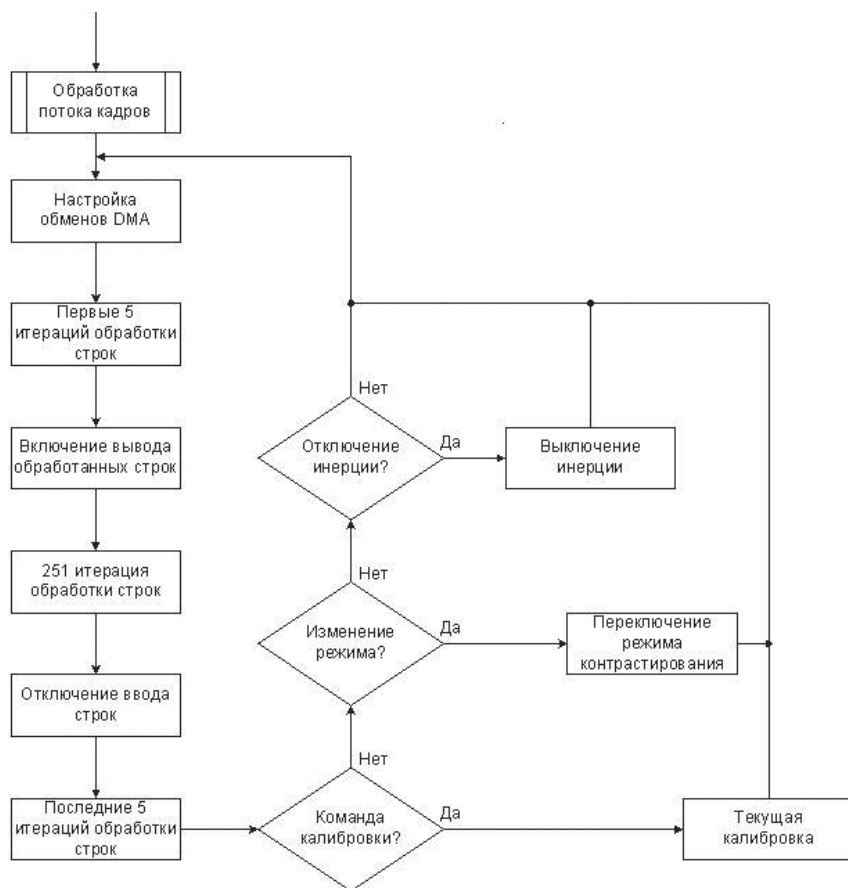 Обработка
потока кадров
Настройка
обменов DMA
Первые 5
итераций обработки
строк
Включение вывода
обработанных строк
251 итерация
обработки строк
Отключение ввода
строк
Последние 5
итераций обработки
строк
Команда
калибровки?
Да
Текущая
калибровка
Нет
Изменение
режима?
Да
Переключение
режима
контрастирования
Нет
Отключение
инерции?
Да
Выключение
инерции
Нет